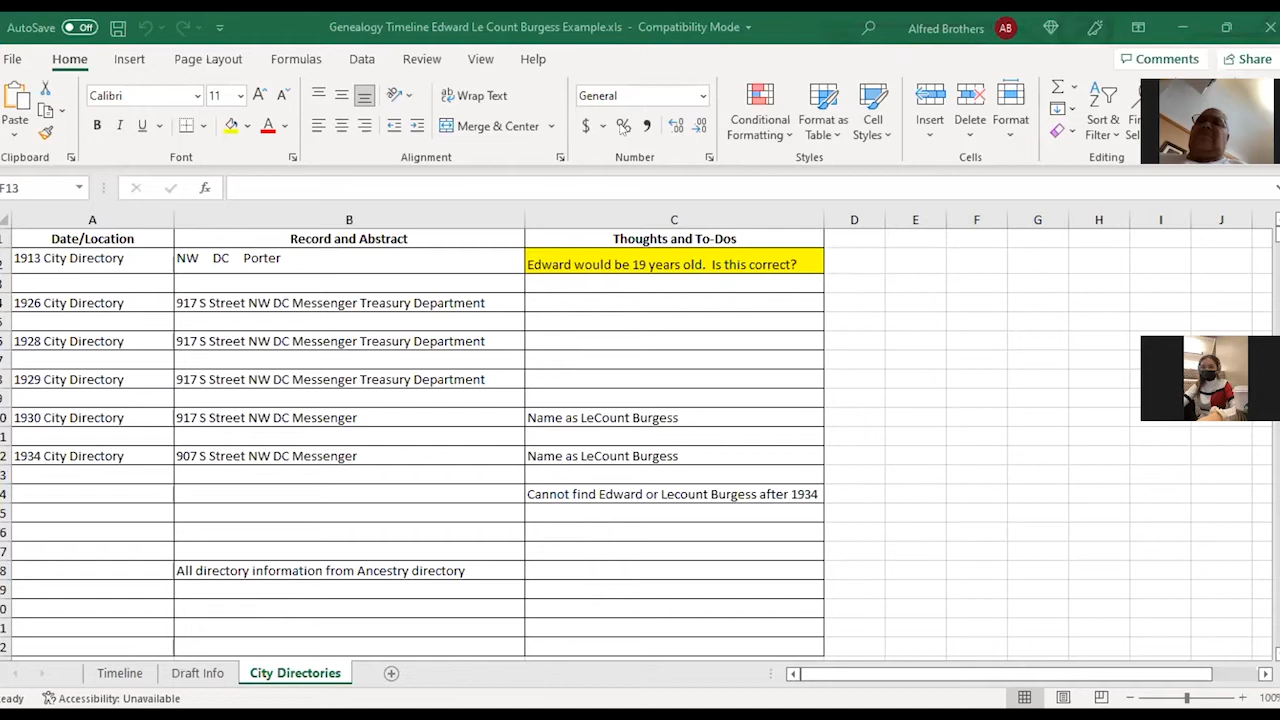 AutoSave Off Genealogy Timeline Edward Le Count Burgess Example.xls - Compatibility Mode Alfred Brothers AB
File Home Insert Page Layout Formulas Data Review View Help Comments Share
Paste Calibri 11 A A Wrap Text General Conditional Format as Cell Insert Delete Format Sort &
B I U A Merge & Center $ % , Formatting Table Styles Filter
Clipboard Font Alignment Number Styles Cells Editing
F13 fx
A B C D E F G H I J
Date/Location Record and Abstract Thoughts and To-Dos
1913 City Directory NW DC Porter Edward would be 19 years old. Is this correct?
1926 City Directory 917 S Street NW DC Messenger Treasury Department
1928 City Directory 917 S Street NW DC Messenger Treasury Department
1929 City Directory 917 S Street NW DC Messenger Treasury Department
1930 City Directory 917 S Street NW DC Messenger Name as LeCount Burgess
1934 City Directory 907 S Street NW DC Messenger Name as LeCount Burgess
Cannot find Edward or Lecount Burgess after 1934
All directory information from Ancestry directory
Timeline Draft Info City Directories
eady Accessibility: Unavailable 100%